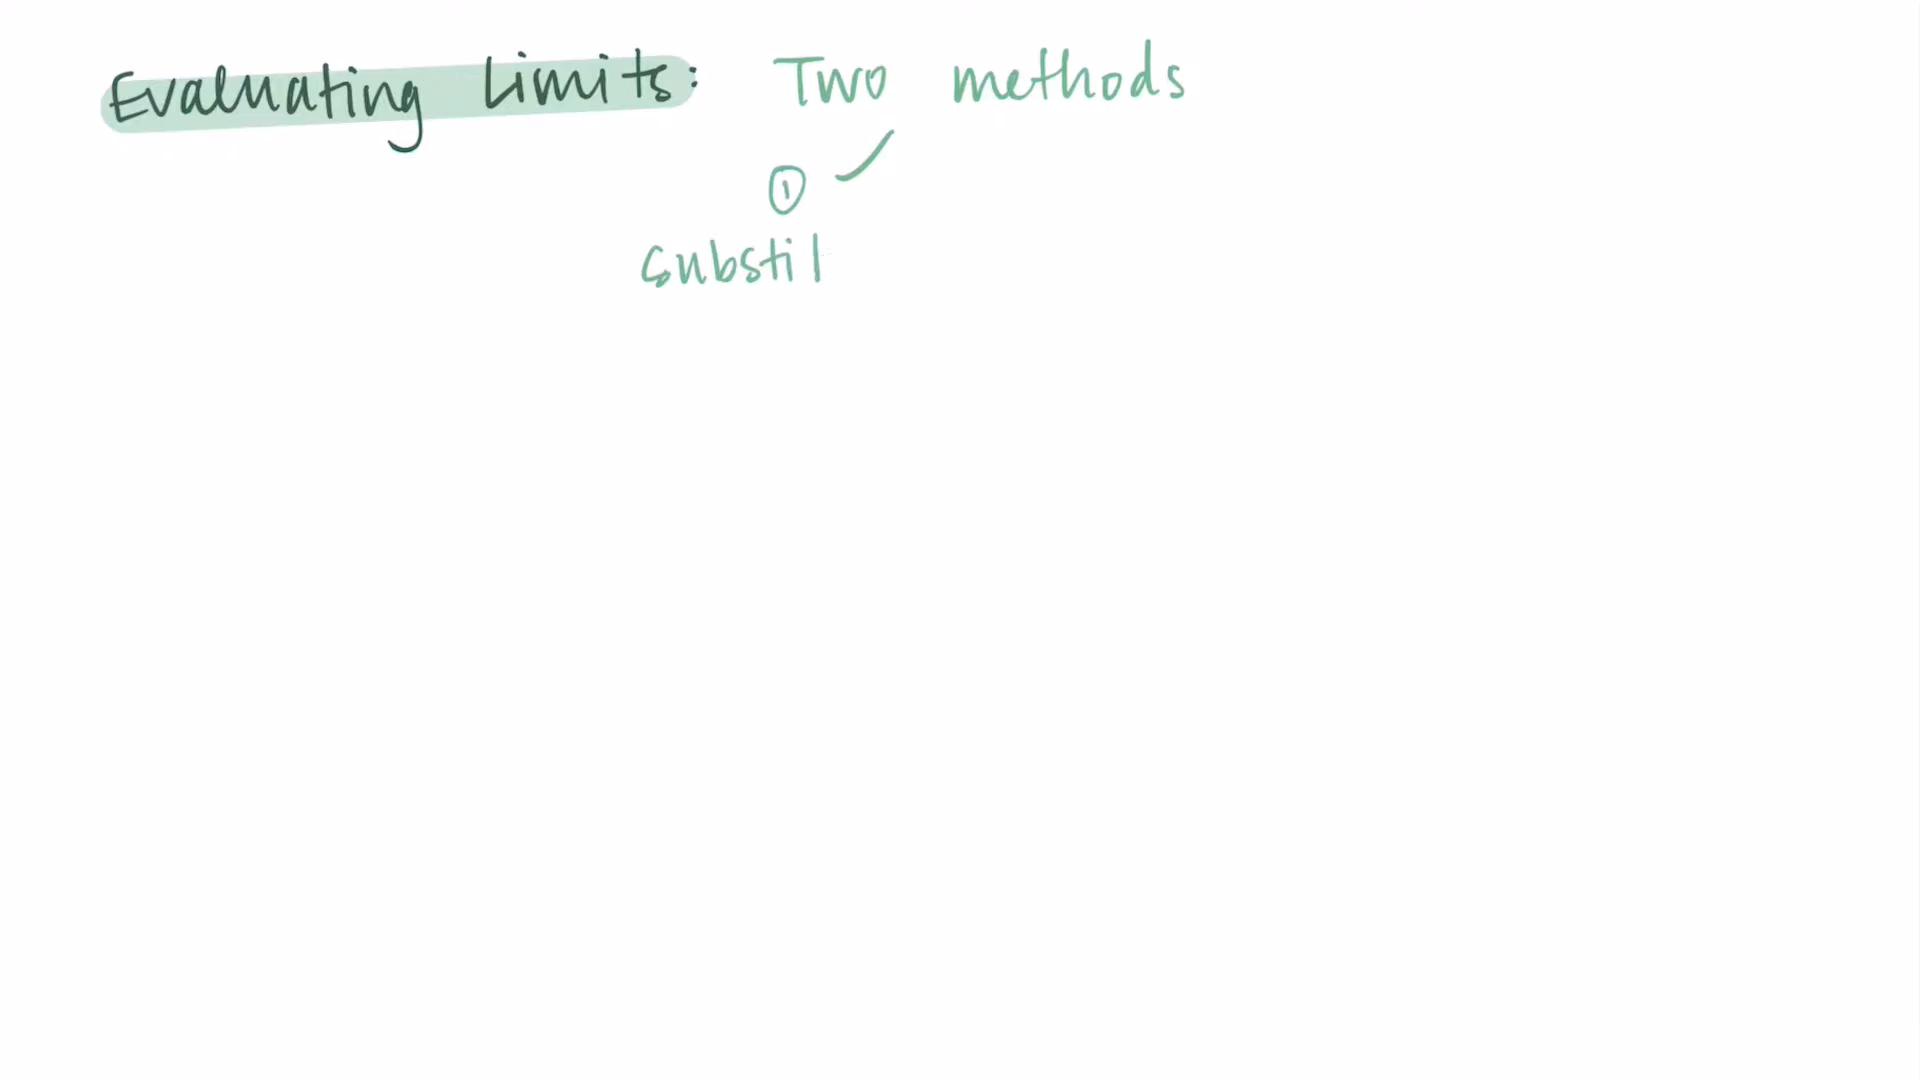 Evaluating Limits: Two methods
①
substil